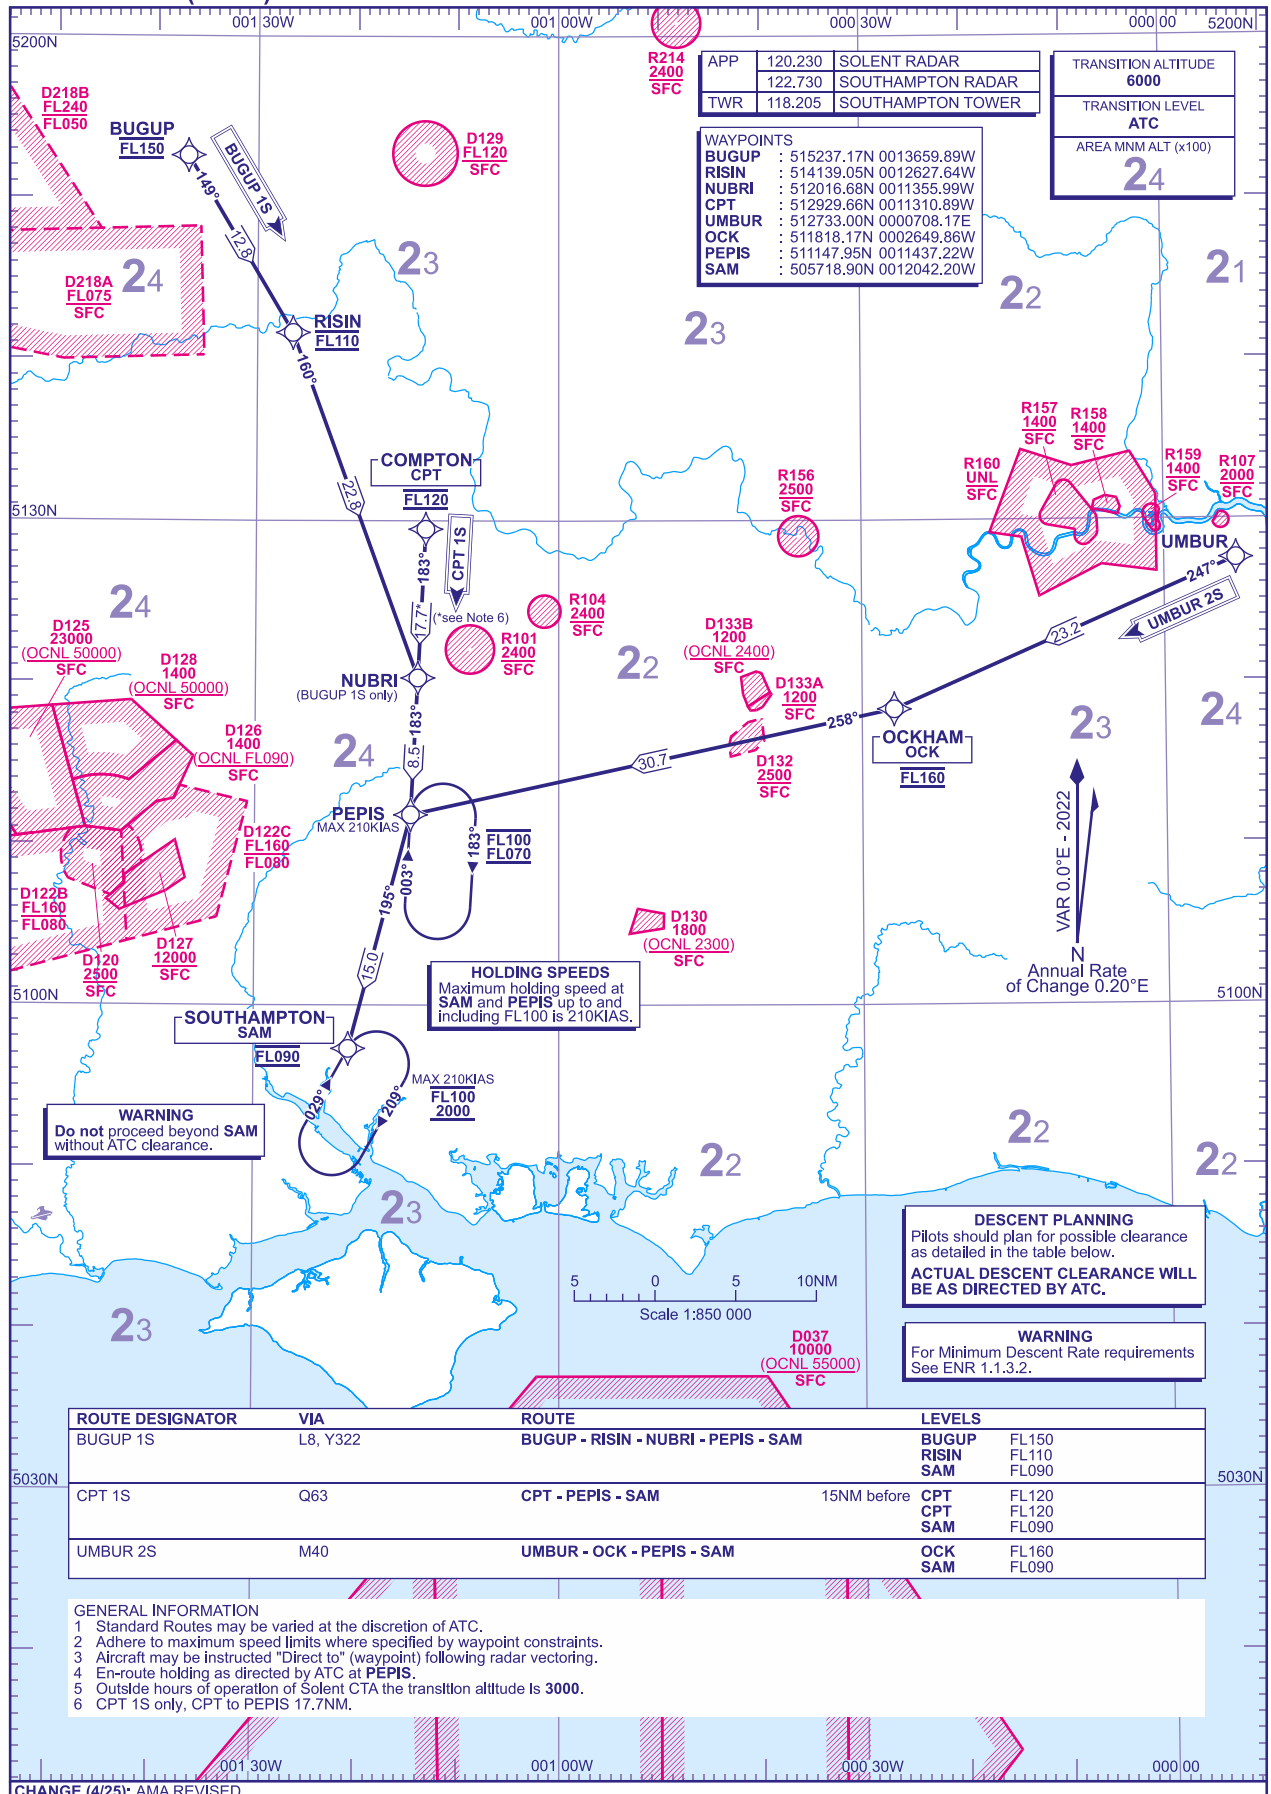 001 30W
001 00W
000 30W
000 00
5200N
5200N
R214
2400
SFC
APP 120.230 SOLENT RADAR
122.730 SOUTHAMPTON RADAR
TWR 118.205 SOUTHAMPTON TOWER
TRANSITION ALTITUDE
6000
TRANSITION LEVEL
ATC
AREA MNM ALT (x100)
24
WAYPOINTS
BUGUP : 515237.17N 0013659.89W
RISIN : 514139.05N 0012627.64W
NUBRI : 512016.68N 0011355.99W
CPT : 512929.66N 0011310.89W
UMBUR : 512733.00N 0000708.17E
OCK : 511818.17N 0002649.86W
PEPIS : 511147.95N 0011437.22W
SAM : 505718.90N 0012042.20W
D218B
FL240
FL050
BUGUP
FL150
BUGUP 1S
149°
12.8
D129
FL120
SFC
D218A
FL075
SFC
24
23
23
22
21
RISIN
FL110
160°
22.8
COMPTON
CPT
FL120
CPT 1S
183°
17.7*
(*see Note 6)
R156
2500
SFC
R157
1400
SFC
R158
1400
SFC
R160
UNL
SFC
R159
1400
SFC
R107
2000
SFC
5130N
UMBUR
247°
UMBUR 2S
23.2
24
R104
2400
SFC
R101
2400
SFC
D125
23000
(OCNL 50000)
SFC
D128
1400
(OCNL 50000)
SFC
D133B
1200
(OCNL 2400)
SFC
D133A
1200
SFC
22
NUBRI
(BUGUP 1S only)
D126
1400
(OCNL FL090)
SFC
24
8.5
183°
258°
OCKHAM
OCK
FL160
30.7
D132
2500
SFC
23
24
PEPIS
MAX 210KIAS
FL100
FL070
183°
003°
195°
15.0
D122C
FL160
FL080
D122B
FL160
FL080
D120
2500
SFC
D127
12000
SFC
D130
1800
(OCNL 2300)
SFC
VAR 0.0°E - 2022
N
Annual Rate
of Change 0.20°E
HOLDING SPEEDS
Maximum holding speed at
SAM and PEPIS up to and
including FL100 is 210KIAS.
5100N
5100N
SOUTHAMPTON
SAM
FL090
MAX 210KIAS
FL100
2000
029°
209°
WARNING
Do not proceed beyond SAM
without ATC clearance.
22
22
22
23
DESCENT PLANNING
Pilots should plan for possible clearance
as detailed in the table below.
ACTUAL DESCENT CLEARANCE WILL
BE AS DIRECTED BY ATC.
5 0 5 10NM
Scale 1:850 000
23
WARNING
For Minimum Descent Rate requirements
See ENR 1.1.3.2.
D037
10000
(OCNL 55000)
SFC
ROUTE DESIGNATOR VIA ROUTE LEVELS
BUGUP 1S L8, Y322 BUGUP - RISIN - NUBRI - PEPIS - SAM BUGUP FL150
RISIN FL110
SAM FL090
5030N
5030N
CPT 1S Q63 CPT - PEPIS - SAM 15NM before CPT FL120
CPT FL120
SAM FL090
UMBUR 2S M40 UMBUR - OCK - PEPIS - SAM OCK FL160
SAM FL090
GENERAL INFORMATION
1 Standard Routes may be varied at the discretion of ATC.
2 Adhere to maximum speed limits where specified by waypoint constraints.
3 Aircraft may be instructed "Direct to" (waypoint) following radar vectoring.
4 En-route holding as directed by ATC at PEPIS.
5 Outside hours of operation of Solent CTA the transition altitude is 3000.
6 CPT 1S only, CPT to PEPIS 17.7NM.
001 30W
001 00W
000 30W
000 00
CHANGE (4/25): AMA REVISED